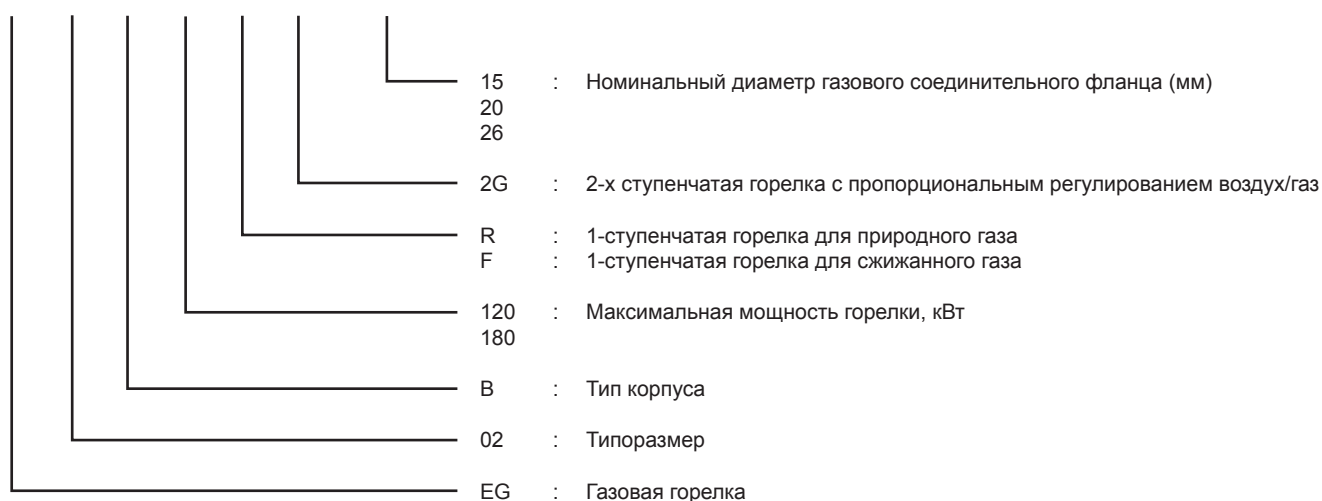 15 : Номинальный диаметр газового соединительного фланца (мм)
20
26
2G : 2-х ступенчатая горелка с пропорциональным регулированием воздух/газ
R : 1-ступенчатая горелка для природного газа
F : 1-ступенчатая горелка для сжижанного газа
120 : Максимальная мощность горелки, кВт
180
B : Тип корпуса
02 : Типоразмер
EG : Газовая горелка